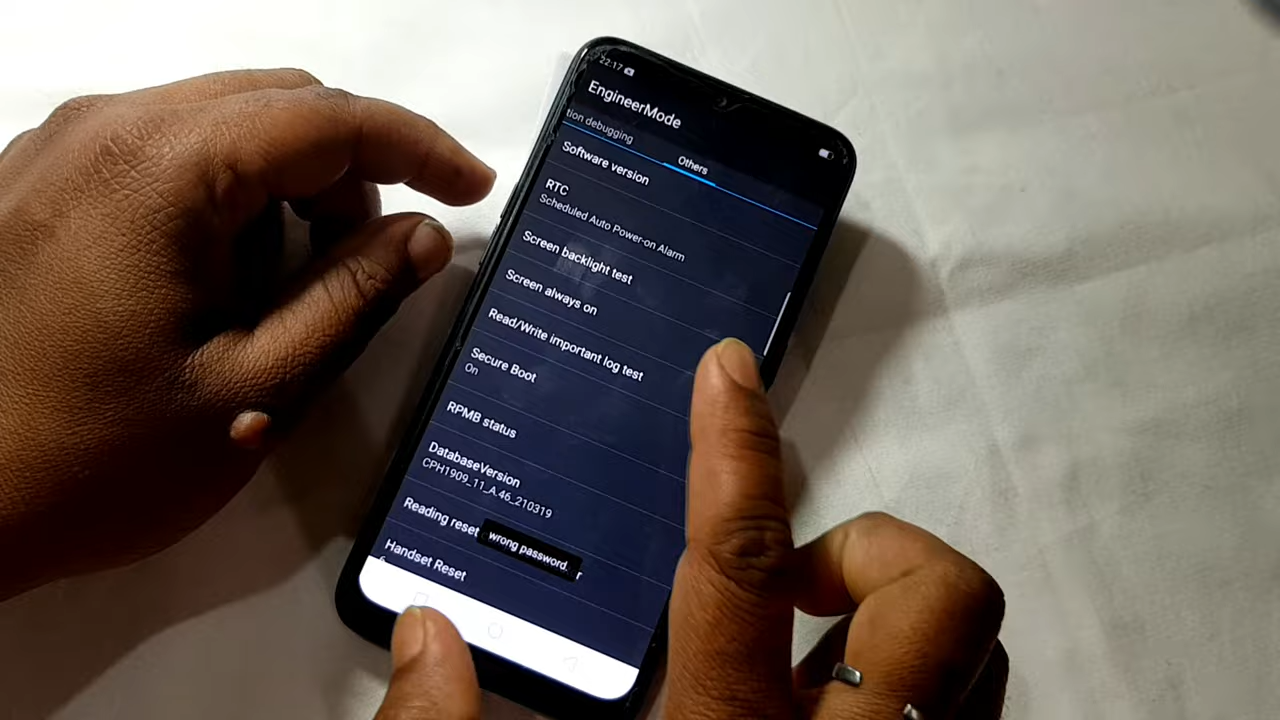 22:17
EngineerMode
tion debugging
Others
Software version
RTC
Scheduled Auto Power-on Alarm
Screen backlight test
Screen always on
Read/Write important log test
Secure Boot
On
RPMB status
DatabaseVersion
CPH1909_11_A.46_210319
Reading reset
wrong password.
r
Handset Reset